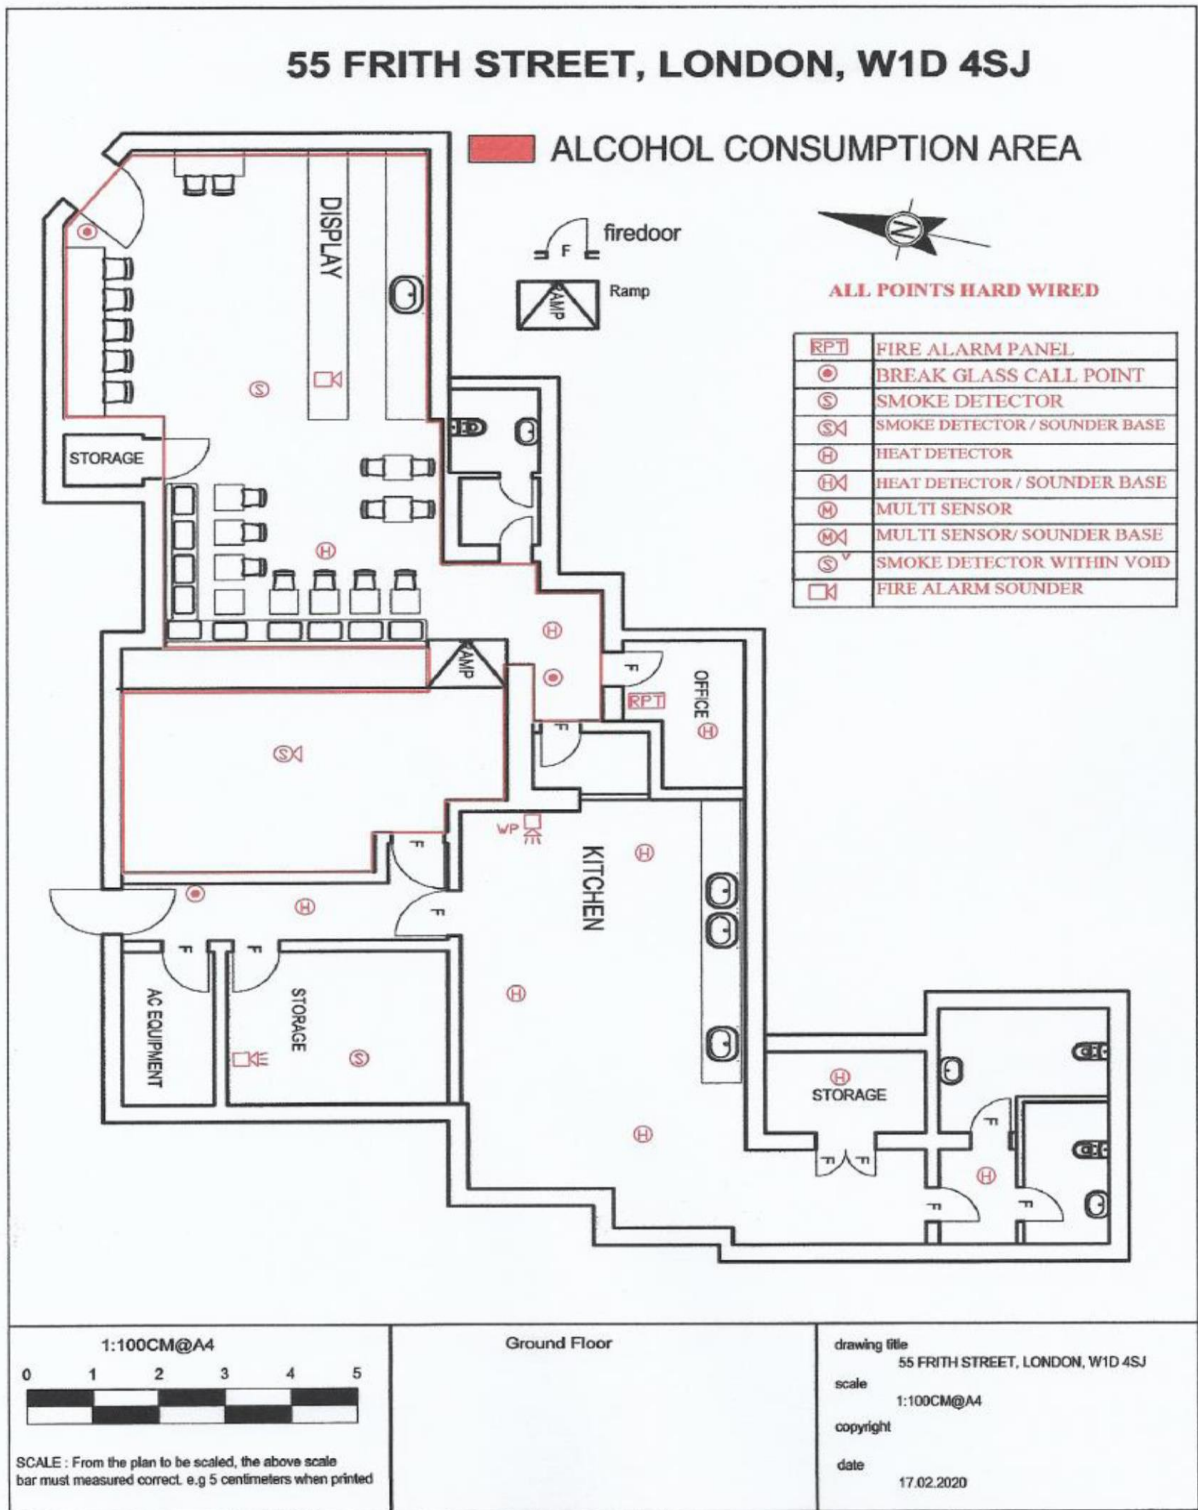 55 FRITH STREET, LONDON, W1D 4SJ
ALCOHOL CONSUMPTION AREA
F
firedoor
RAMP
Ramp
N
ALL POINTS HARD WIRED
RPT FIRE ALARM PANEL
BREAK GLASS CALL POINT
S SMOKE DETECTOR
S SMOKE DETECTOR / SOUNDER BASE
H HEAT DETECTOR
H HEAT DETECTOR / SOUNDER BASE
M MULTI SENSOR
M MULTI SENSOR/ SOUNDER BASE
S V SMOKE DETECTOR WITHIN VOID
FIRE ALARM SOUNDER
DISPLAY
S
STORAGE
H
H
RAMP
F
RPT
OFFICE
H
F
S
WP
KITCHEN
H
F
F
H
F
F
H
AC EQUIPMENT
STORAGE
S
H
STORAGE
H
F
F
F
H
F
F
1:100CM@A4
0 1 2 3 4 5
SCALE : From the plan to be scaled, the above scale
bar must measured correct. e.g 5 centimeters when printed
Ground Floor
drawing title
55 FRITH STREET, LONDON, W1D 4SJ
scale
1:100CM@A4
copyright
date
17.02.2020